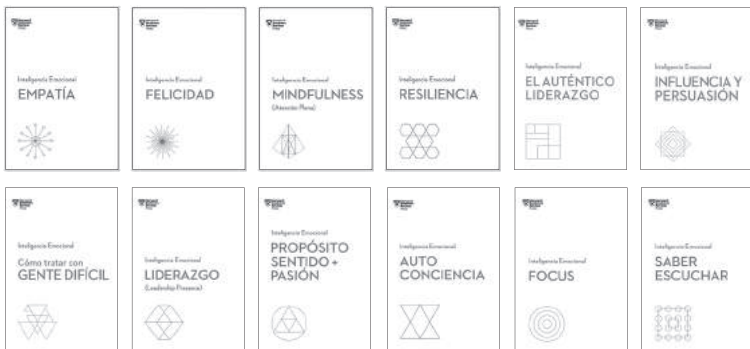 Inteligencia Emocional
EMPATÍA
Inteligencia Emocional
FELICIDAD
Inteligencia Emocional
MINDFULNESS
(Atención Plena)
Inteligencia Emocional
RESILIENCIA
Inteligencia Emocional
EL AUTÉNTICO
LIDERAZGO
Inteligencia Emocional
INFLUENCIA Y
PERSUASIÓN
Inteligencia Emocional
Cómo tratar con
GENTE DIFÍCIL
Inteligencia Emocional
LIDERAZGO
(Leadership Presence)
Inteligencia Emocional
PROPÓSITO
SENTIDO +
PASIÓN
Inteligencia Emocional
AUTO
CONCIENCIA
Inteligencia Emocional
FOCUS
Inteligencia Emocional
SABER
ESCUCHAR